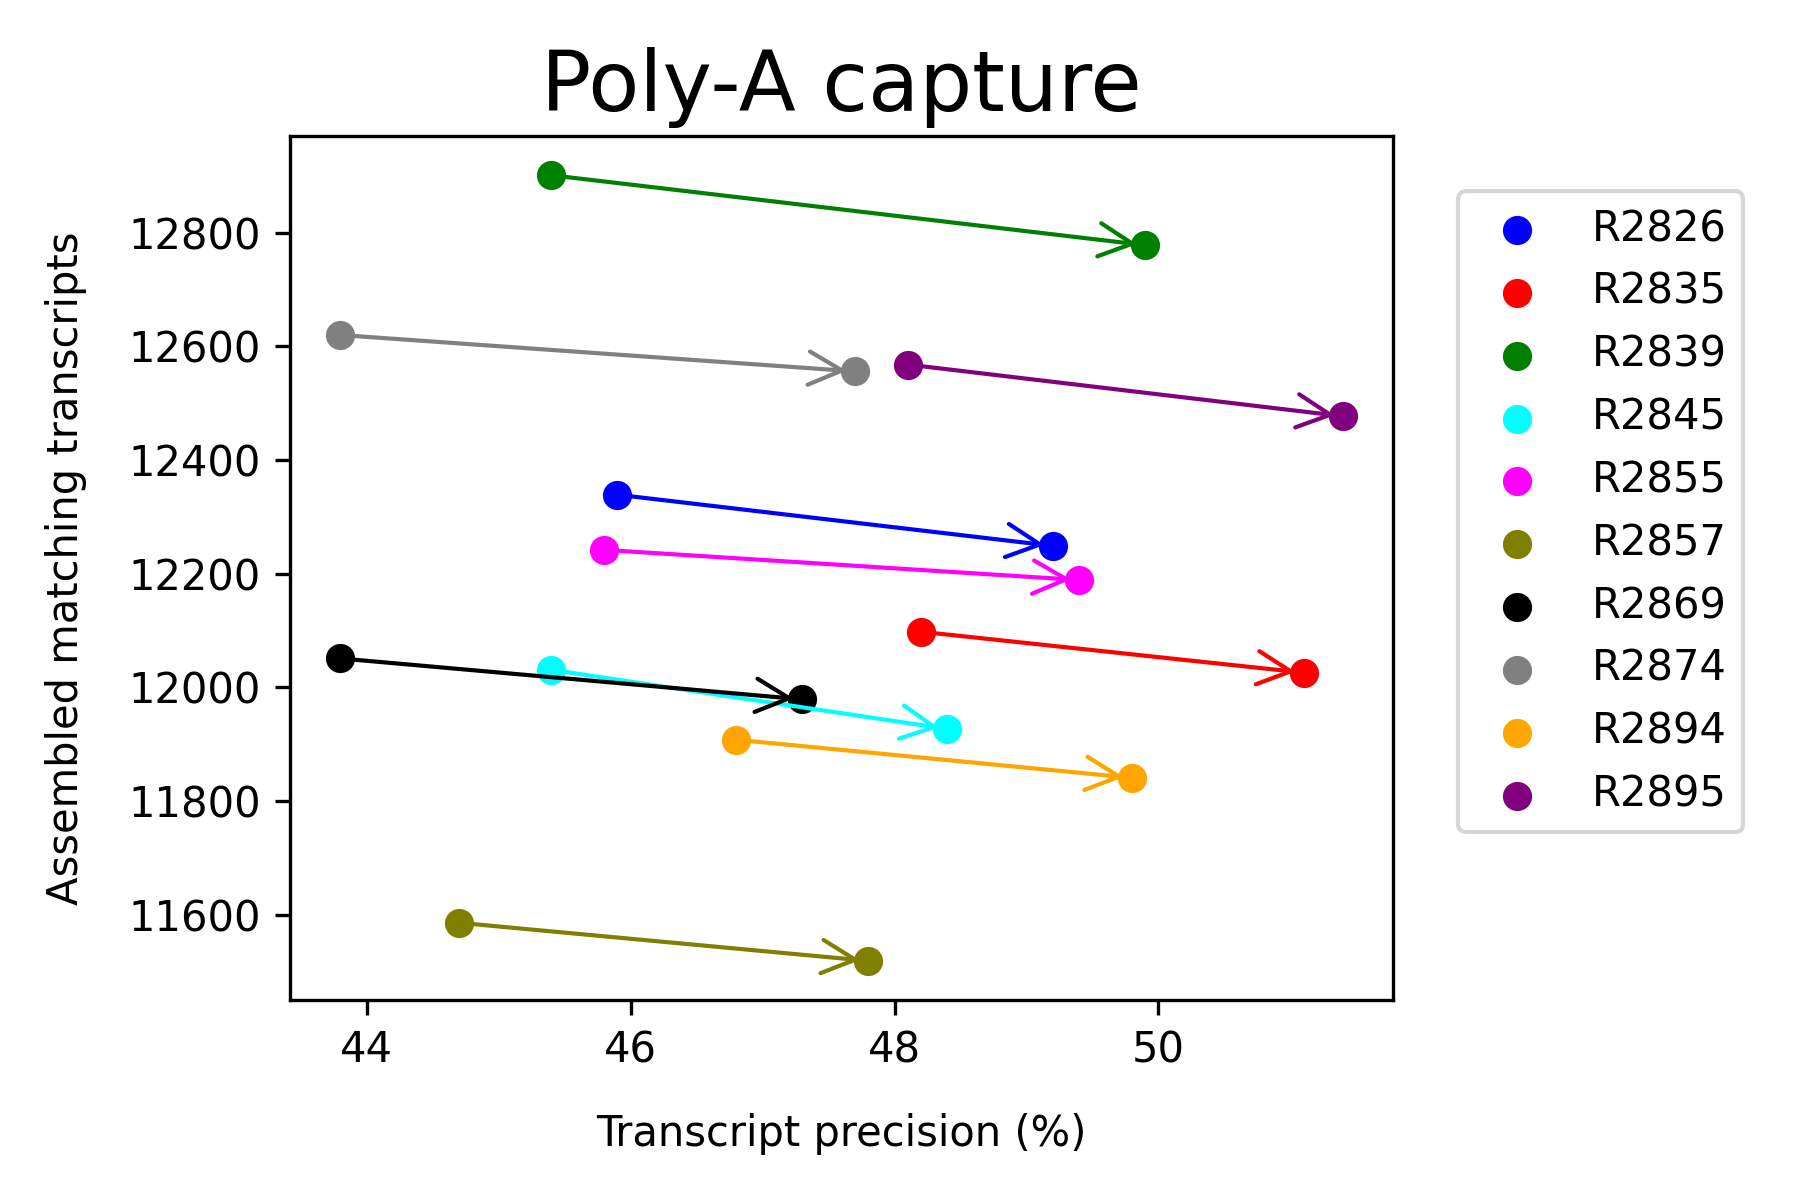 Poly-A capture
Assembled matching transcripts
12800
12600
12400
12200
12000
11800
11600
44 46 48 50
Transcript precision (%)
R2826
R2835
R2839
R2845
R2855
R2857
R2869
R2874
R2894
R2895